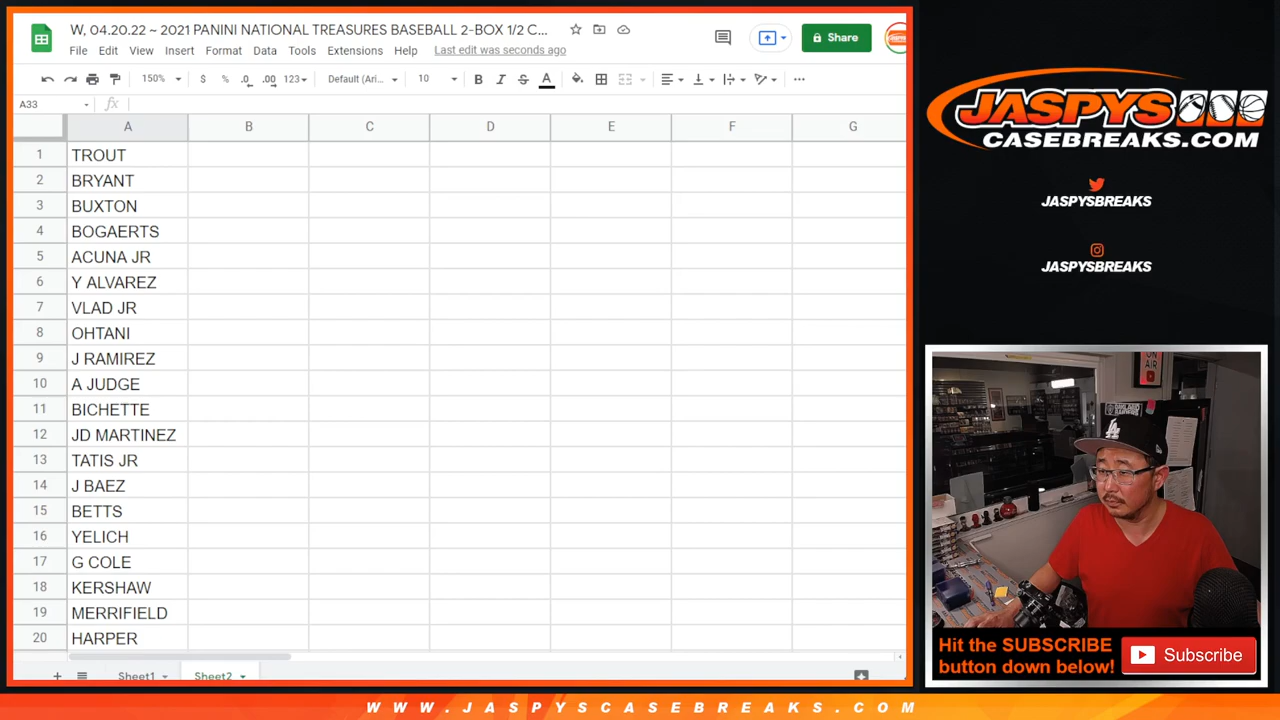 W, 04.20.22 ~ 2021 PANINI NATIONAL TREASURES BASEBALL 2-BOX 1/2 C...
File Edit View Insert Format Data Tools Extensions Help Last edit was seconds ago
Share
150% $ % .0 .00 123 Default (Ari... 10 B I S A
A33 fx
A B C D E F G
1 TROUT
2 BRYANT
3 BUXTON
4 BOGAERTS
5 ACUNA JR
6 Y ALVAREZ
7 VLAD JR
8 OHTANI
9 J RAMIREZ
10 A JUDGE
11 BICHETTE
12 JD MARTINEZ
13 TATIS JR
14 J BAEZ
15 BETTS
16 YELICH
17 G COLE
18 KERSHAW
19 MERRIFIELD
20 HARPER
+ Sheet1 Sheet2
JASPYS
CASEBREAKS.COM
JASPYSBREAKS
JASPYSBREAKS
ON
AIR
LA
Hit the SUBSCRIBE
button down below!
Subscribe
WWW.JASPYSCASEBREAKS.COM